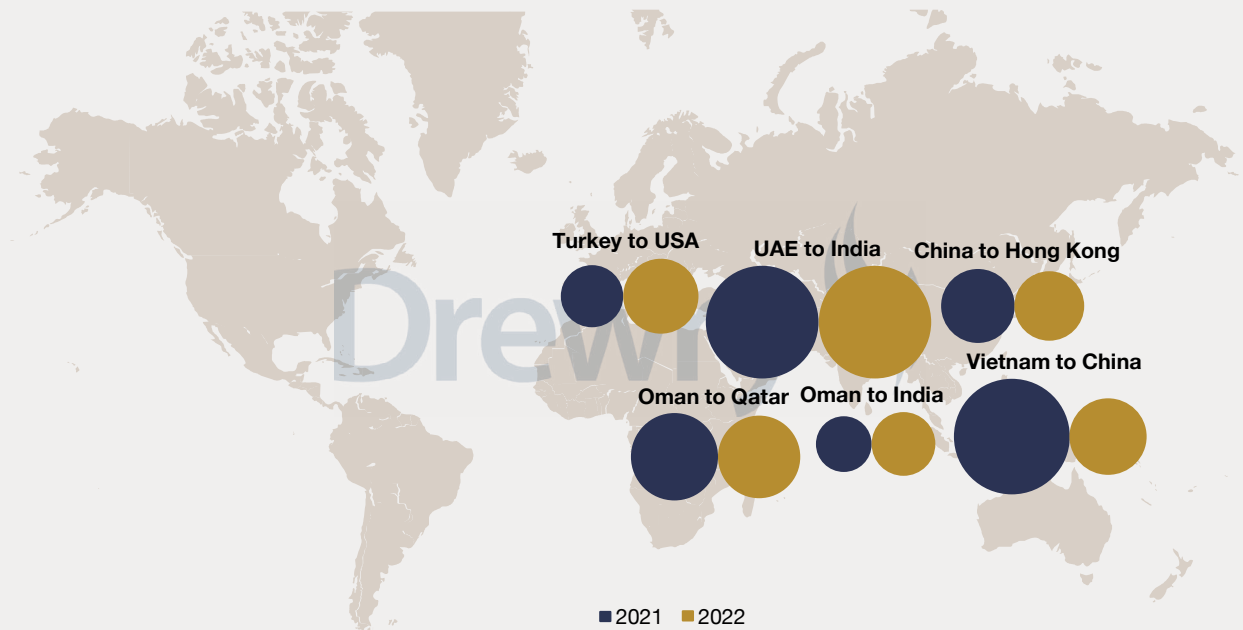 Turkey to USA
UAE to India
China to Hong Kong
Vietnam to China
Oman to Qatar
Oman to India
Drewry
2021 2022